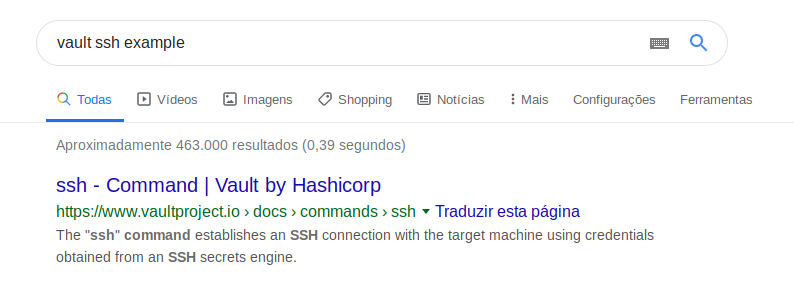 vault ssh example
Todas Vídeos Imagens Shopping Notícias Mais Configurações Ferramentas
Aproximadamente 463.000 resultados (0,39 segundos)
ssh - Command | Vault by Hashicorp
https://www.vaultproject.io › docs › commands › ssh Traduzir esta página
The "ssh" command establishes an SSH connection with the target machine using credentials
obtained from an SSH secrets engine.